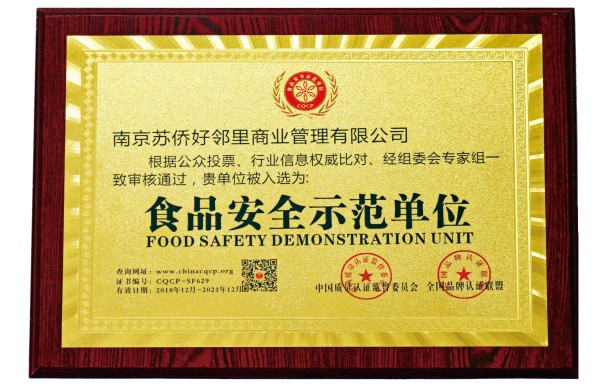 CQCP
南京苏侨好邻里商业管理有限公司
根据公众投票、行业信息权威比对、经组委会专家组一
致审核通过，贵单位被入选为:
食品安全示范单位
FOOD SAFETY DEMONSTRATION UNIT
查询网址: www.chinacqcp.org
证书编号: CQCP-SF629
有效日期: 2018年12月-2021年12月
中国质量认证监督委员会 全国品牌认证联盟